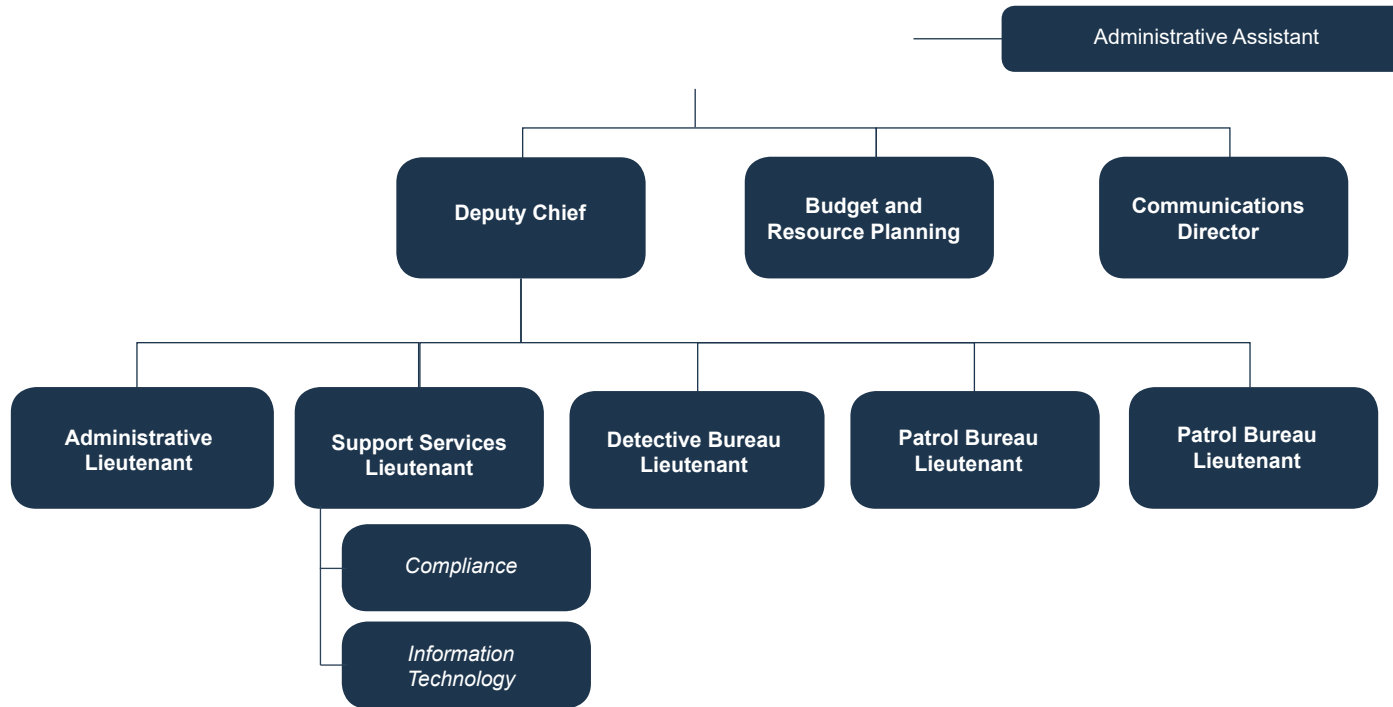 Administrative Assistant
Deputy Chief
Budget and
Resource Planning
Communications
Director
Administrative
Lieutenant
Support Services
Lieutenant
Detective Bureau
Lieutenant
Patrol Bureau
Lieutenant
Patrol Bureau
Lieutenant
Compliance
Information
Technology